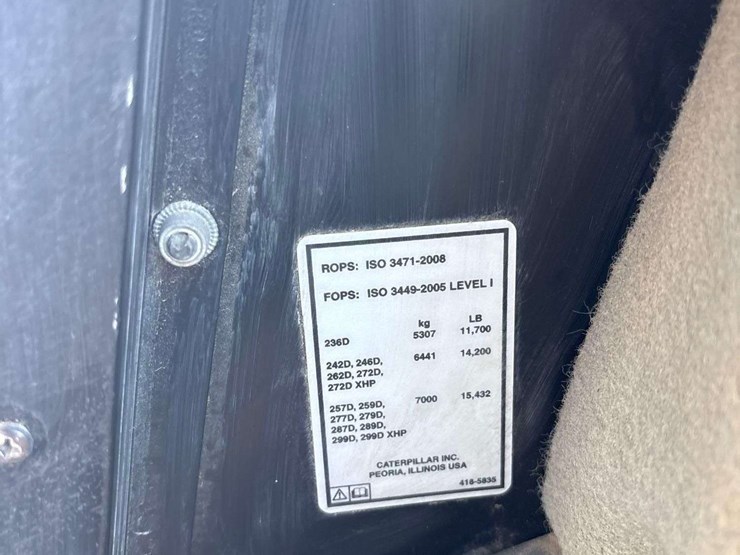 ROPS: ISO 3471-2008
FOPS: ISO 3449-2005 LEVEL I
kg LB
236D 5307 11,700
242D, 246D, 6441 14,200
262D, 272D,
272D XHP
257D, 259D, 7000 15,432
277D, 279D,
287D, 289D,
299D, 299D XHP
CATERPILLAR INC.
PEORIA, ILLINOIS USA
416-5835